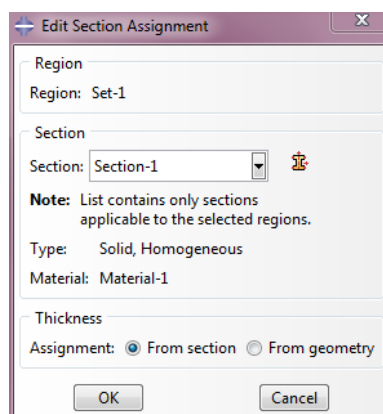 Edit Section Assignment
Region
Region: Set-1
Section
Section: Section-1
Note: List contains only sections
applicable to the selected regions.
Type: Solid, Homogeneous
Material: Material-1
Thickness
Assignment: From section From geometry
OK Cancel